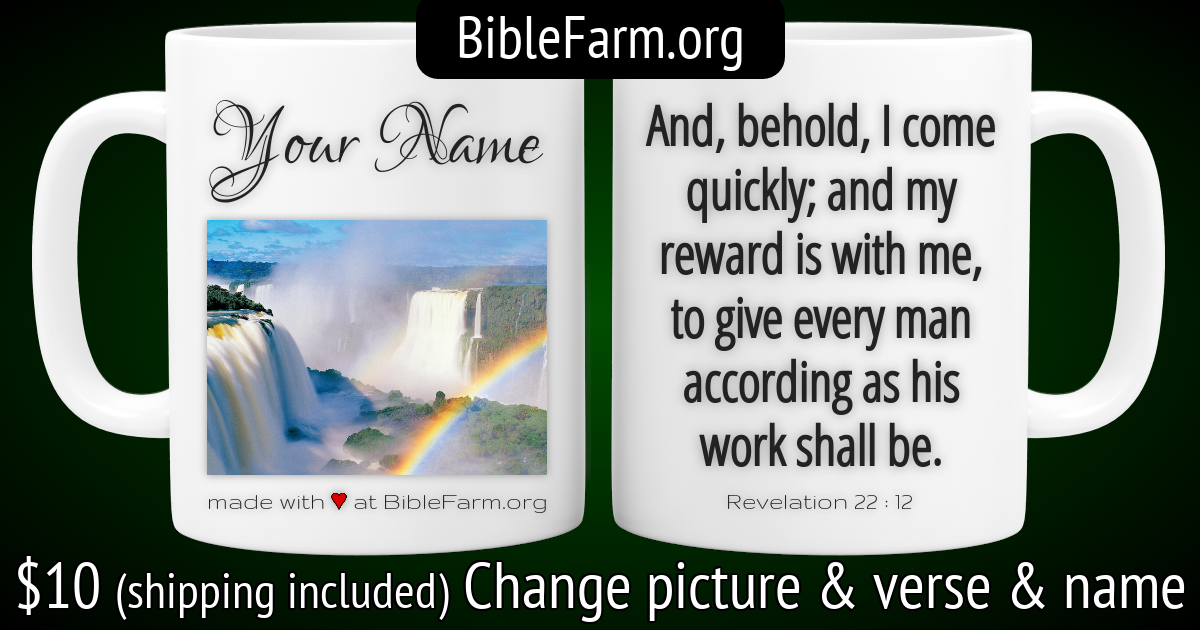 BibleFarm.org
Your Name
made with ♥ at BibleFarm.org
And, behold, I come
quickly; and my
reward is with me,
to give every man
according as his
work shall be.
Revelation 22 : 12
$10 (shipping included) Change picture & verse & name